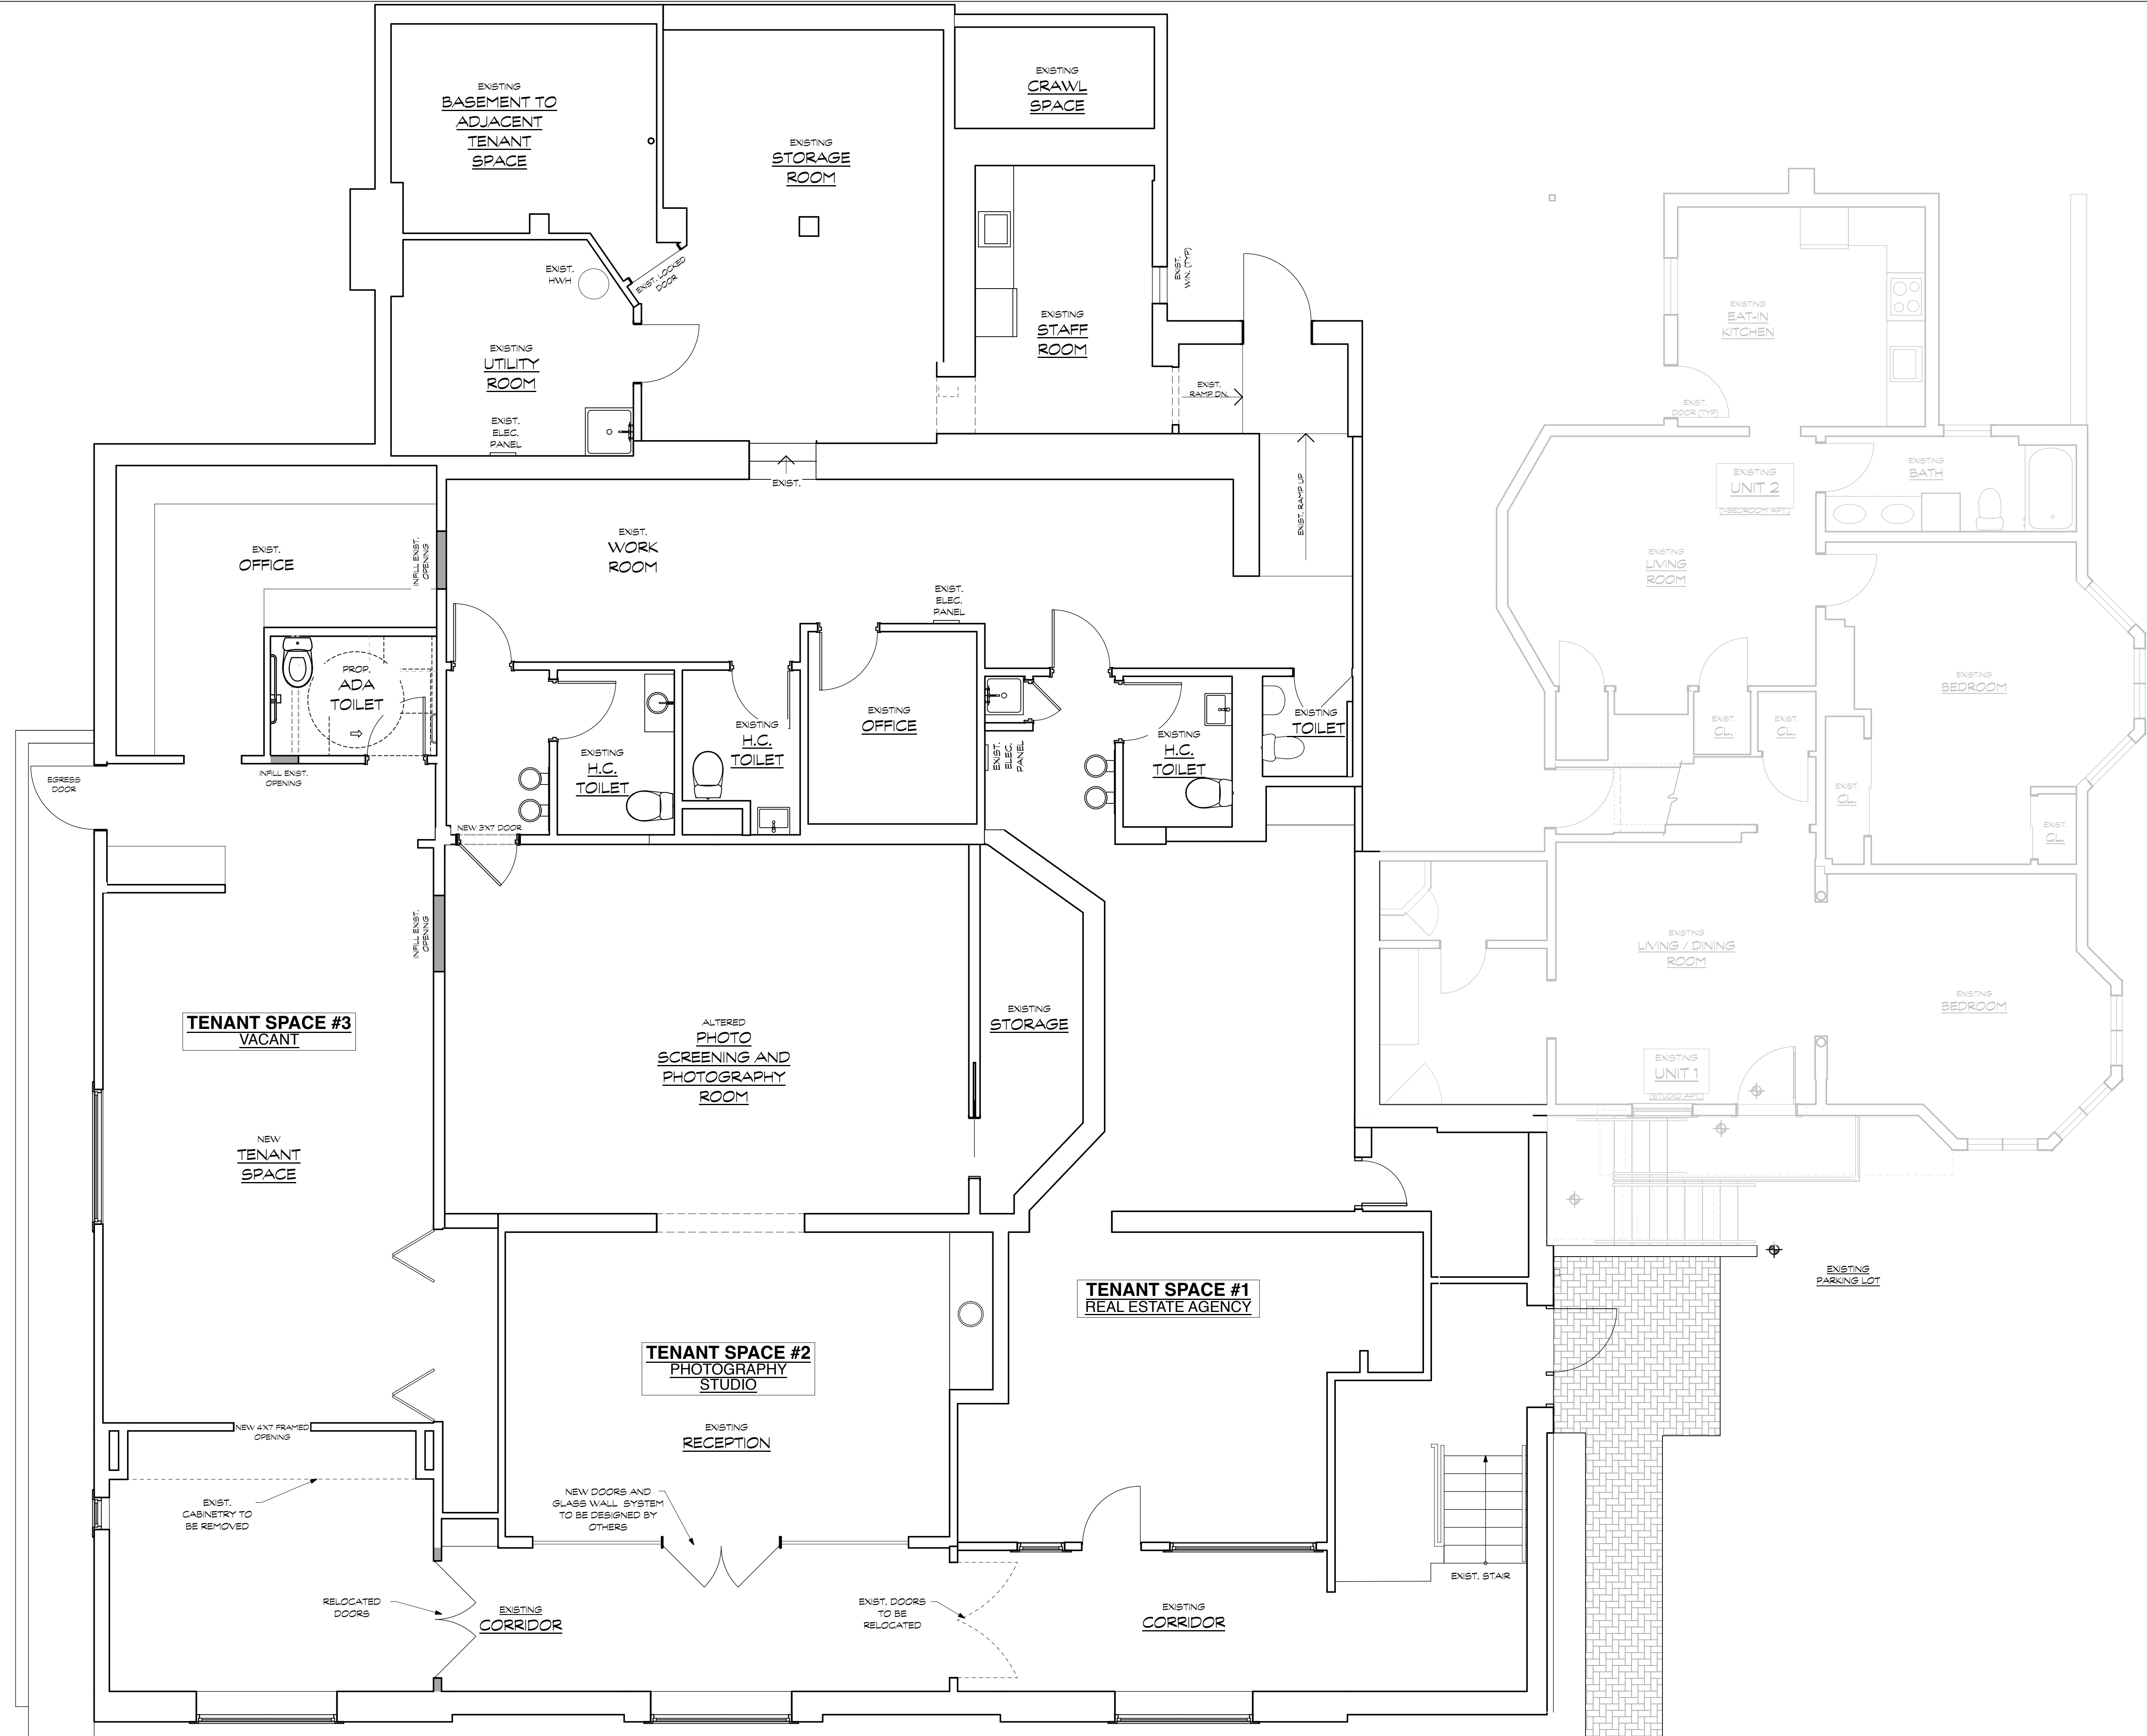 EXISTING
BASEMENT TO
ADJACENT
TENANT
SPACE
EXISTING
STORAGE
ROOM
EXISTING
CRAWL
SPACE
EXIST.
HWH
EXIST. LOCKED
DOOR
EXIST.
WIN. (TYP)
EXISTING
UTILITY
ROOM
EXISTING
STAFF
ROOM
EXIST.
RAMP DN.
EXIST.
ELEC.
PANEL
EXIST.
EXIST. RAMP UP
EXISTING
EAT-IN
KITCHEN
EXIST.
DOOR (TYP)
EXISTING
UNIT 2
(1-BEDROOM APT.)
EXISTING
BATH
EXISTING
LIVING
ROOM
EXISTING
BEDROOM
EXIST.
OFFICE
INFILL EXIST.
OPENING
EXIST.
WORK
ROOM
EXIST.
ELEC.
PANEL
PROP.
ADA
TOILET
EXISTING
H.C.
TOILET
EXISTING
H.C.
TOILET
EXISTING
OFFICE
EXIST.
ELEC.
PANEL
EXISTING
H.C.
TOILET
EXISTING
TOILET
EXISTING
CL.
EXISTING
CL.
EXIST.
CL.
EXIST.
CL.
EGRESS
DOOR
INFILL EXIST.
OPENING
NEW 3X7 DOOR
INFILL EXIST.
OPENING
TENANT SPACE #3
VACANT
ALTERED
PHOTO
SCREENING AND
PHOTOGRAPHY
ROOM
EXISTING
STORAGE
EXISTING
LIVING / DINING
ROOM
EXISTING
BEDROOM
EXISTING
UNIT 1
(STUDIO APT.)
NEW
TENANT
SPACE
TENANT SPACE #1
REAL ESTATE AGENCY
EXISTING
PARKING LOT
TENANT SPACE #2
PHOTOGRAPHY
STUDIO
EXISTING
RECEPTION
NEW 4X7 FRAMED
OPENING
EXIST.
CABINETRY TO
BE REMOVED
NEW DOORS AND
GLASS WALL SYSTEM
TO BE DESIGNED BY
OTHERS
RELOCATED
DOORS
EXISTING
CORRIDOR
EXIST. DOORS
TO BE
RELOCATED
EXISTING
CORRIDOR
EXIST. STAIR